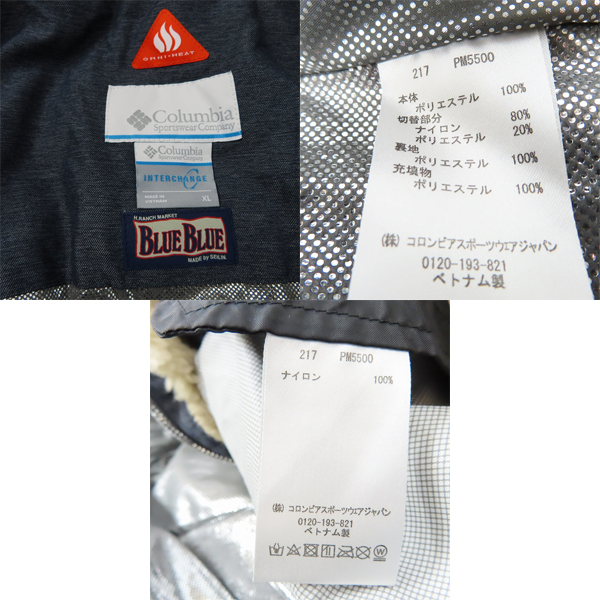 OMNI-HEAT
Columbia
Sportswear Company
Columbia
Sportswear Company
INTERCHANGE
MADE IN
VIETNAM
XL
H.RANCH MARKET
BLUE BLUE
MADE by SEILIN
217 PM5500
本体
ポリエステル 100%
切替部分 80%
ナイロン 20%
ポリエステル
裏地
ポリエステル 100%
充填物
ポリエステル 100%
(株) コロンビアスポーツウエアジャパン
0120-193-821
ベトナム製
217 PM5500
ナイロン 100%
(株) コロンビアスポーツウエアジャパン
0120-193-821
ベトナム製